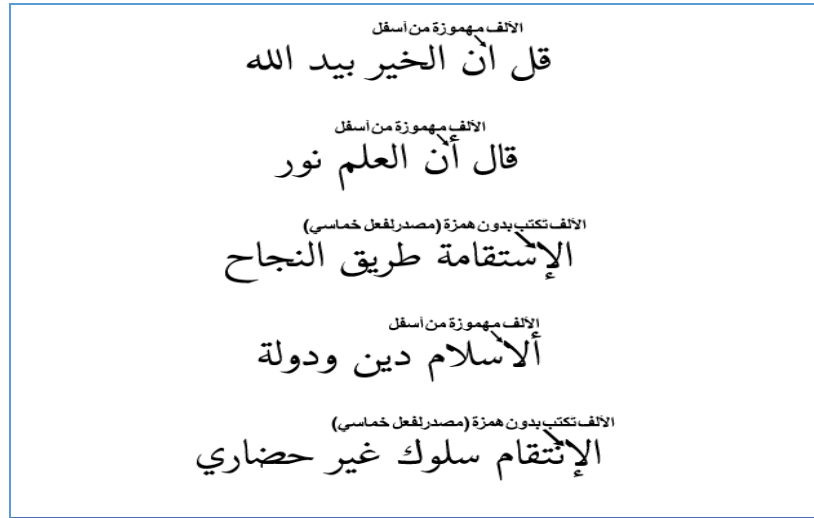 الألف مهموزة من أسفل
قل ان الخير بيد الله
الألف مهموزة من أسفل
قال أن العلم نور
الألف تكتب بدون همزة (مصدر لفعل خماسي)
الإستقامة طريق النجاح
الألف مهموزة من أسفل
ألاسلام دين ودولة
الألف تكتب بدون همزة (مصدر لفعل خماسي)
الإنتقام سلوك غير حضاري